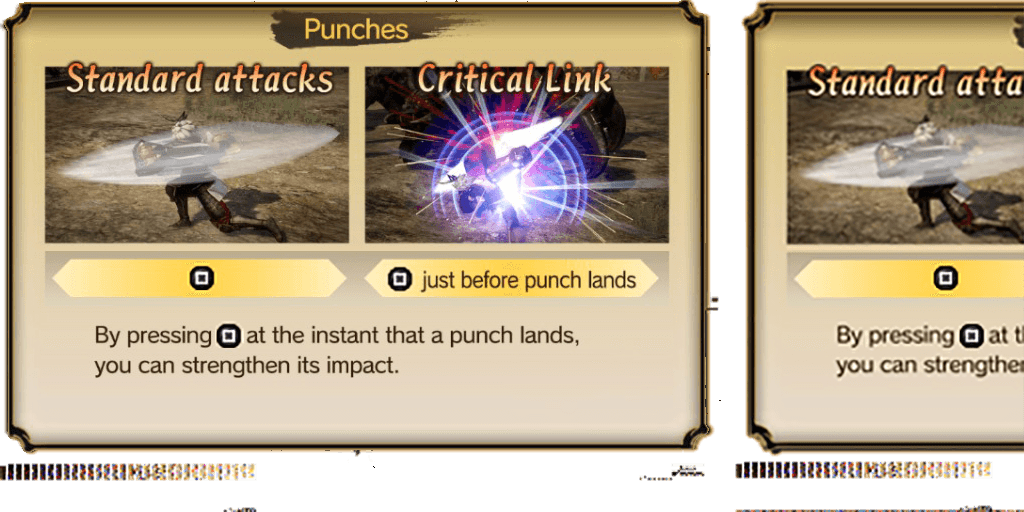 Punches
Standard attacks
Critical Link
just before punch lands
By pressing at the instant that a punch lands,
you can strengthen its impact.
Standard atta
By pressing at t
you can strengthe